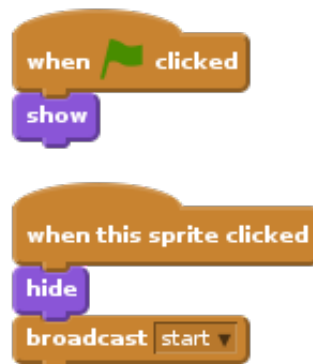 when clicked
show
when this sprite clicked
hide
broadcast start